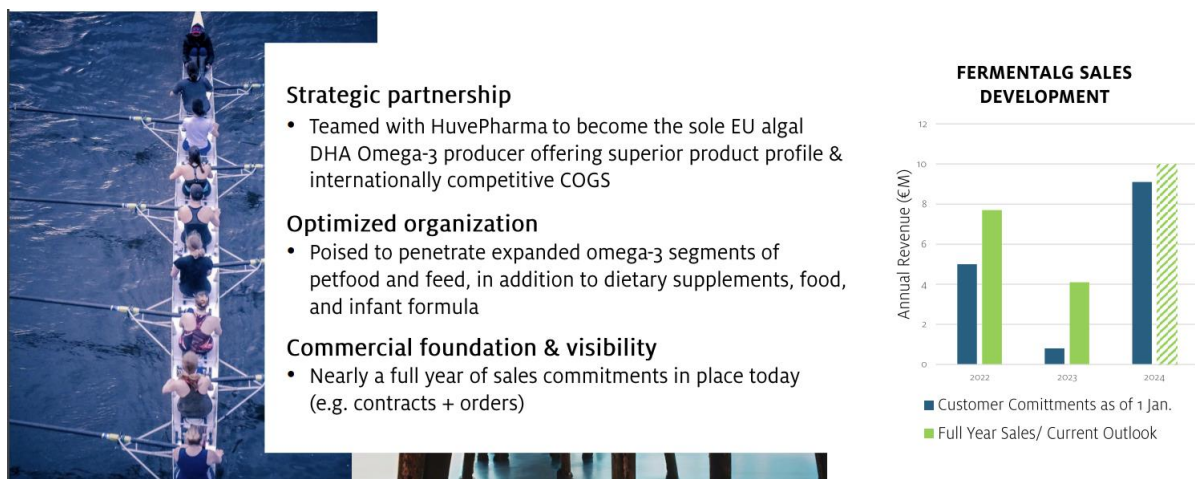 Strategic partnership
• Teamed with HuvePharma to become the sole EU algal
DHA Omega-3 producer offering superior product profile &
internationally competitive COGS
Optimized organization
• Poised to penetrate expanded omega-3 segments of
petfood and feed, in addition to dietary supplements, food,
and infant formula
Commercial foundation & visibility
• Nearly a full year of sales commitments in place today
(e.g. contracts + orders)
FERMENTALG SALES
DEVELOPMENT
Annual Revenue (€M)
12
10
8
6
4
2
0
2022 2023 2024
Customer Comittments as of 1 Jan.
Full Year Sales/ Current Outlook